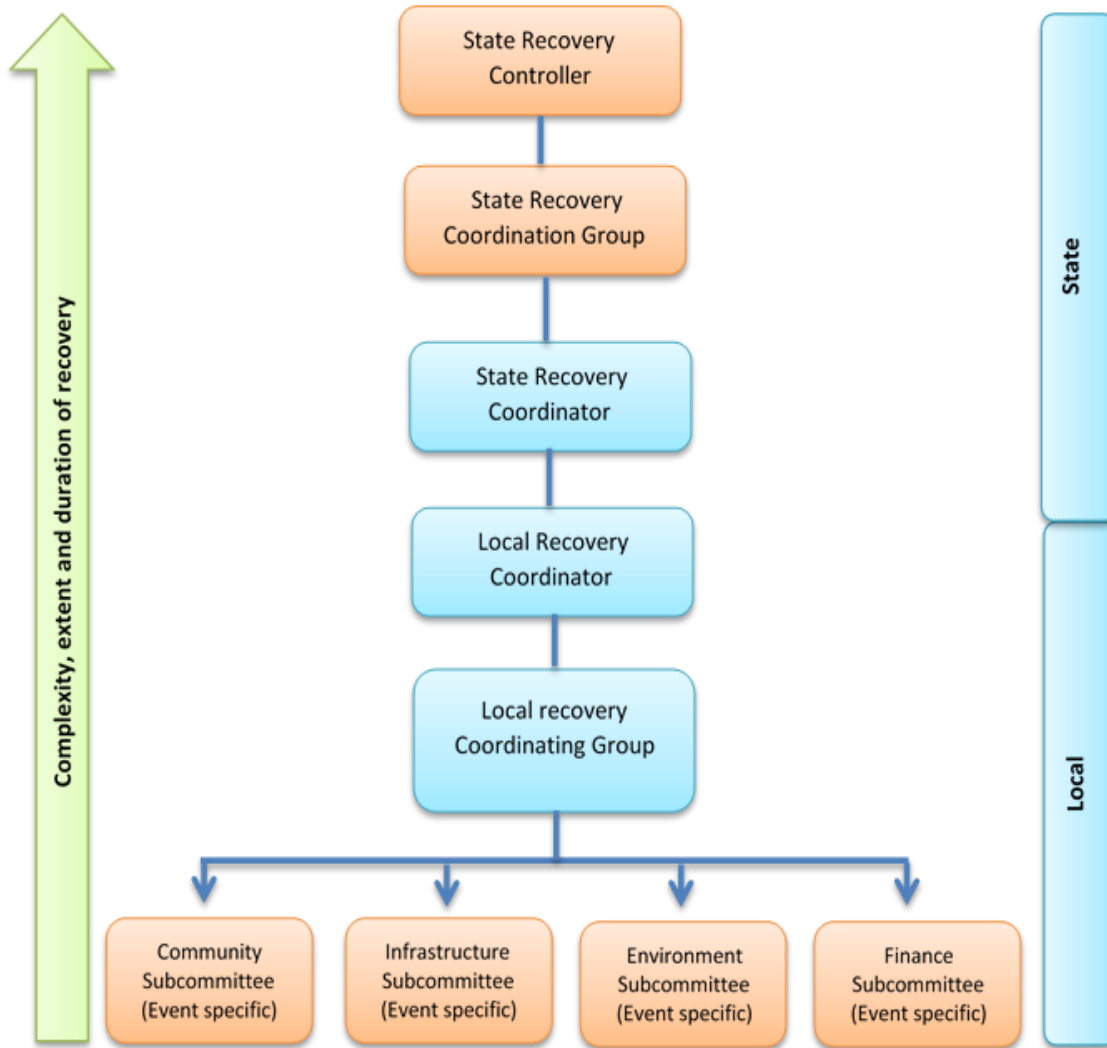 State Recovery
Controller
State Recovery
Coordination Group
State Recovery
Coordinator
Local Recovery
Coordinator
Local recovery
Coordinating Group
Community
Subcommittee
(Event specific)
Infrastructure
Subcommittee
(Event specific)
Environment
Subcommittee
(Event specific)
Finance
Subcommittee
(Event specific)
Complexity, extent and duration of recovery
State
Local